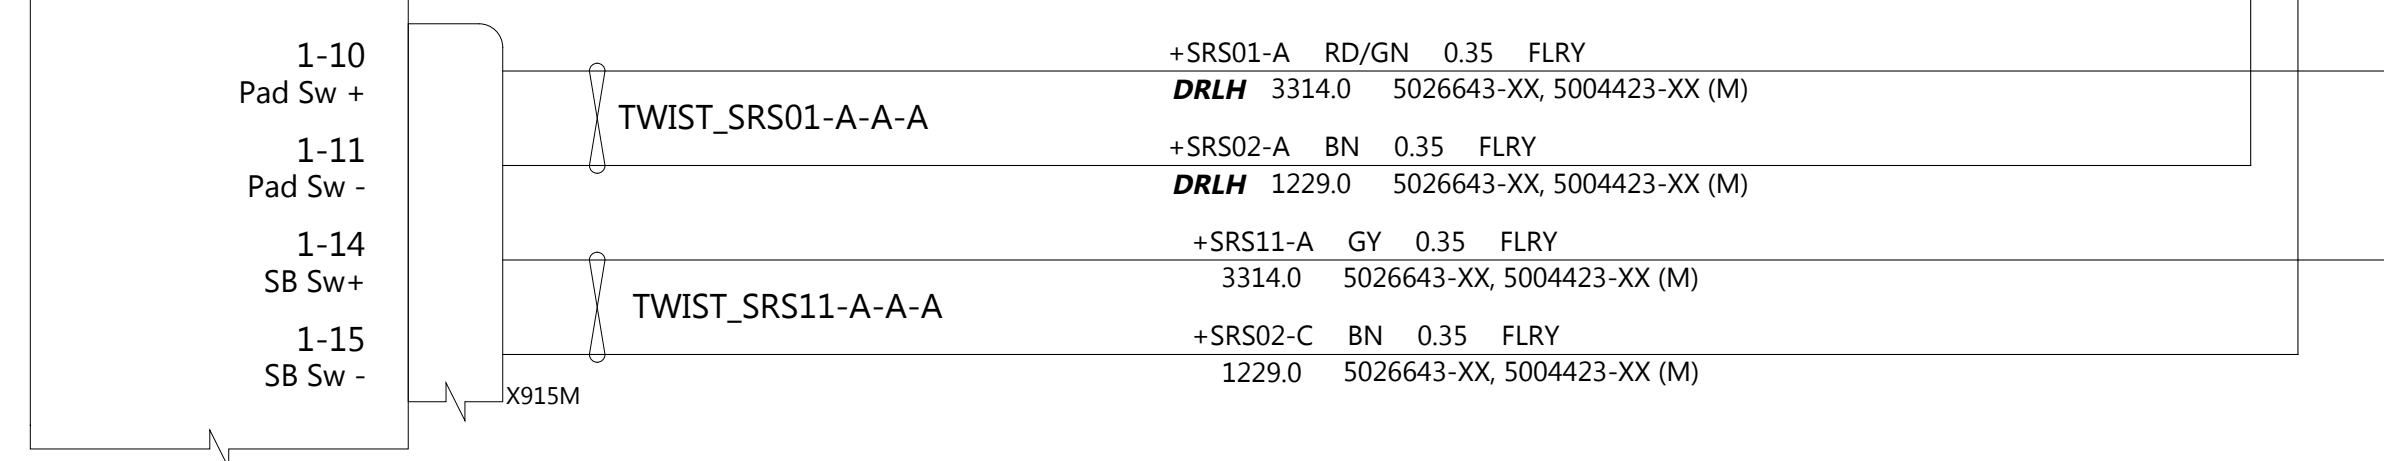 1-10
Pad Sw +
1-11
Pad Sw -
1-14
SB Sw+
1-15
SB Sw -
X915M
TWIST_SRS01-A-A-A
TWIST_SRS11-A-A-A
+SRS01-A RD/GN 0.35 FLRY
DRLH 3314.0 5026643-XX, 5004423-XX (M)
+SRS02-A BN 0.35 FLRY
DRLH 1229.0 5026643-XX, 5004423-XX (M)
+SRS11-A GY 0.35 FLRY
3314.0 5026643-XX, 5004423-XX (M)
+SRS02-C BN 0.35 FLRY
1229.0 5026643-XX, 5004423-XX (M)